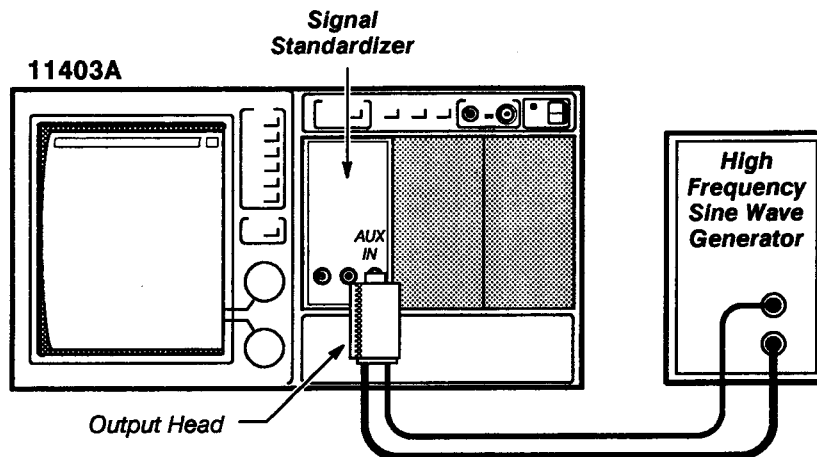 Signal
Standardizer
11403A
High
Frequency
Sine Wave
Generator
AUX
IN
Output Head